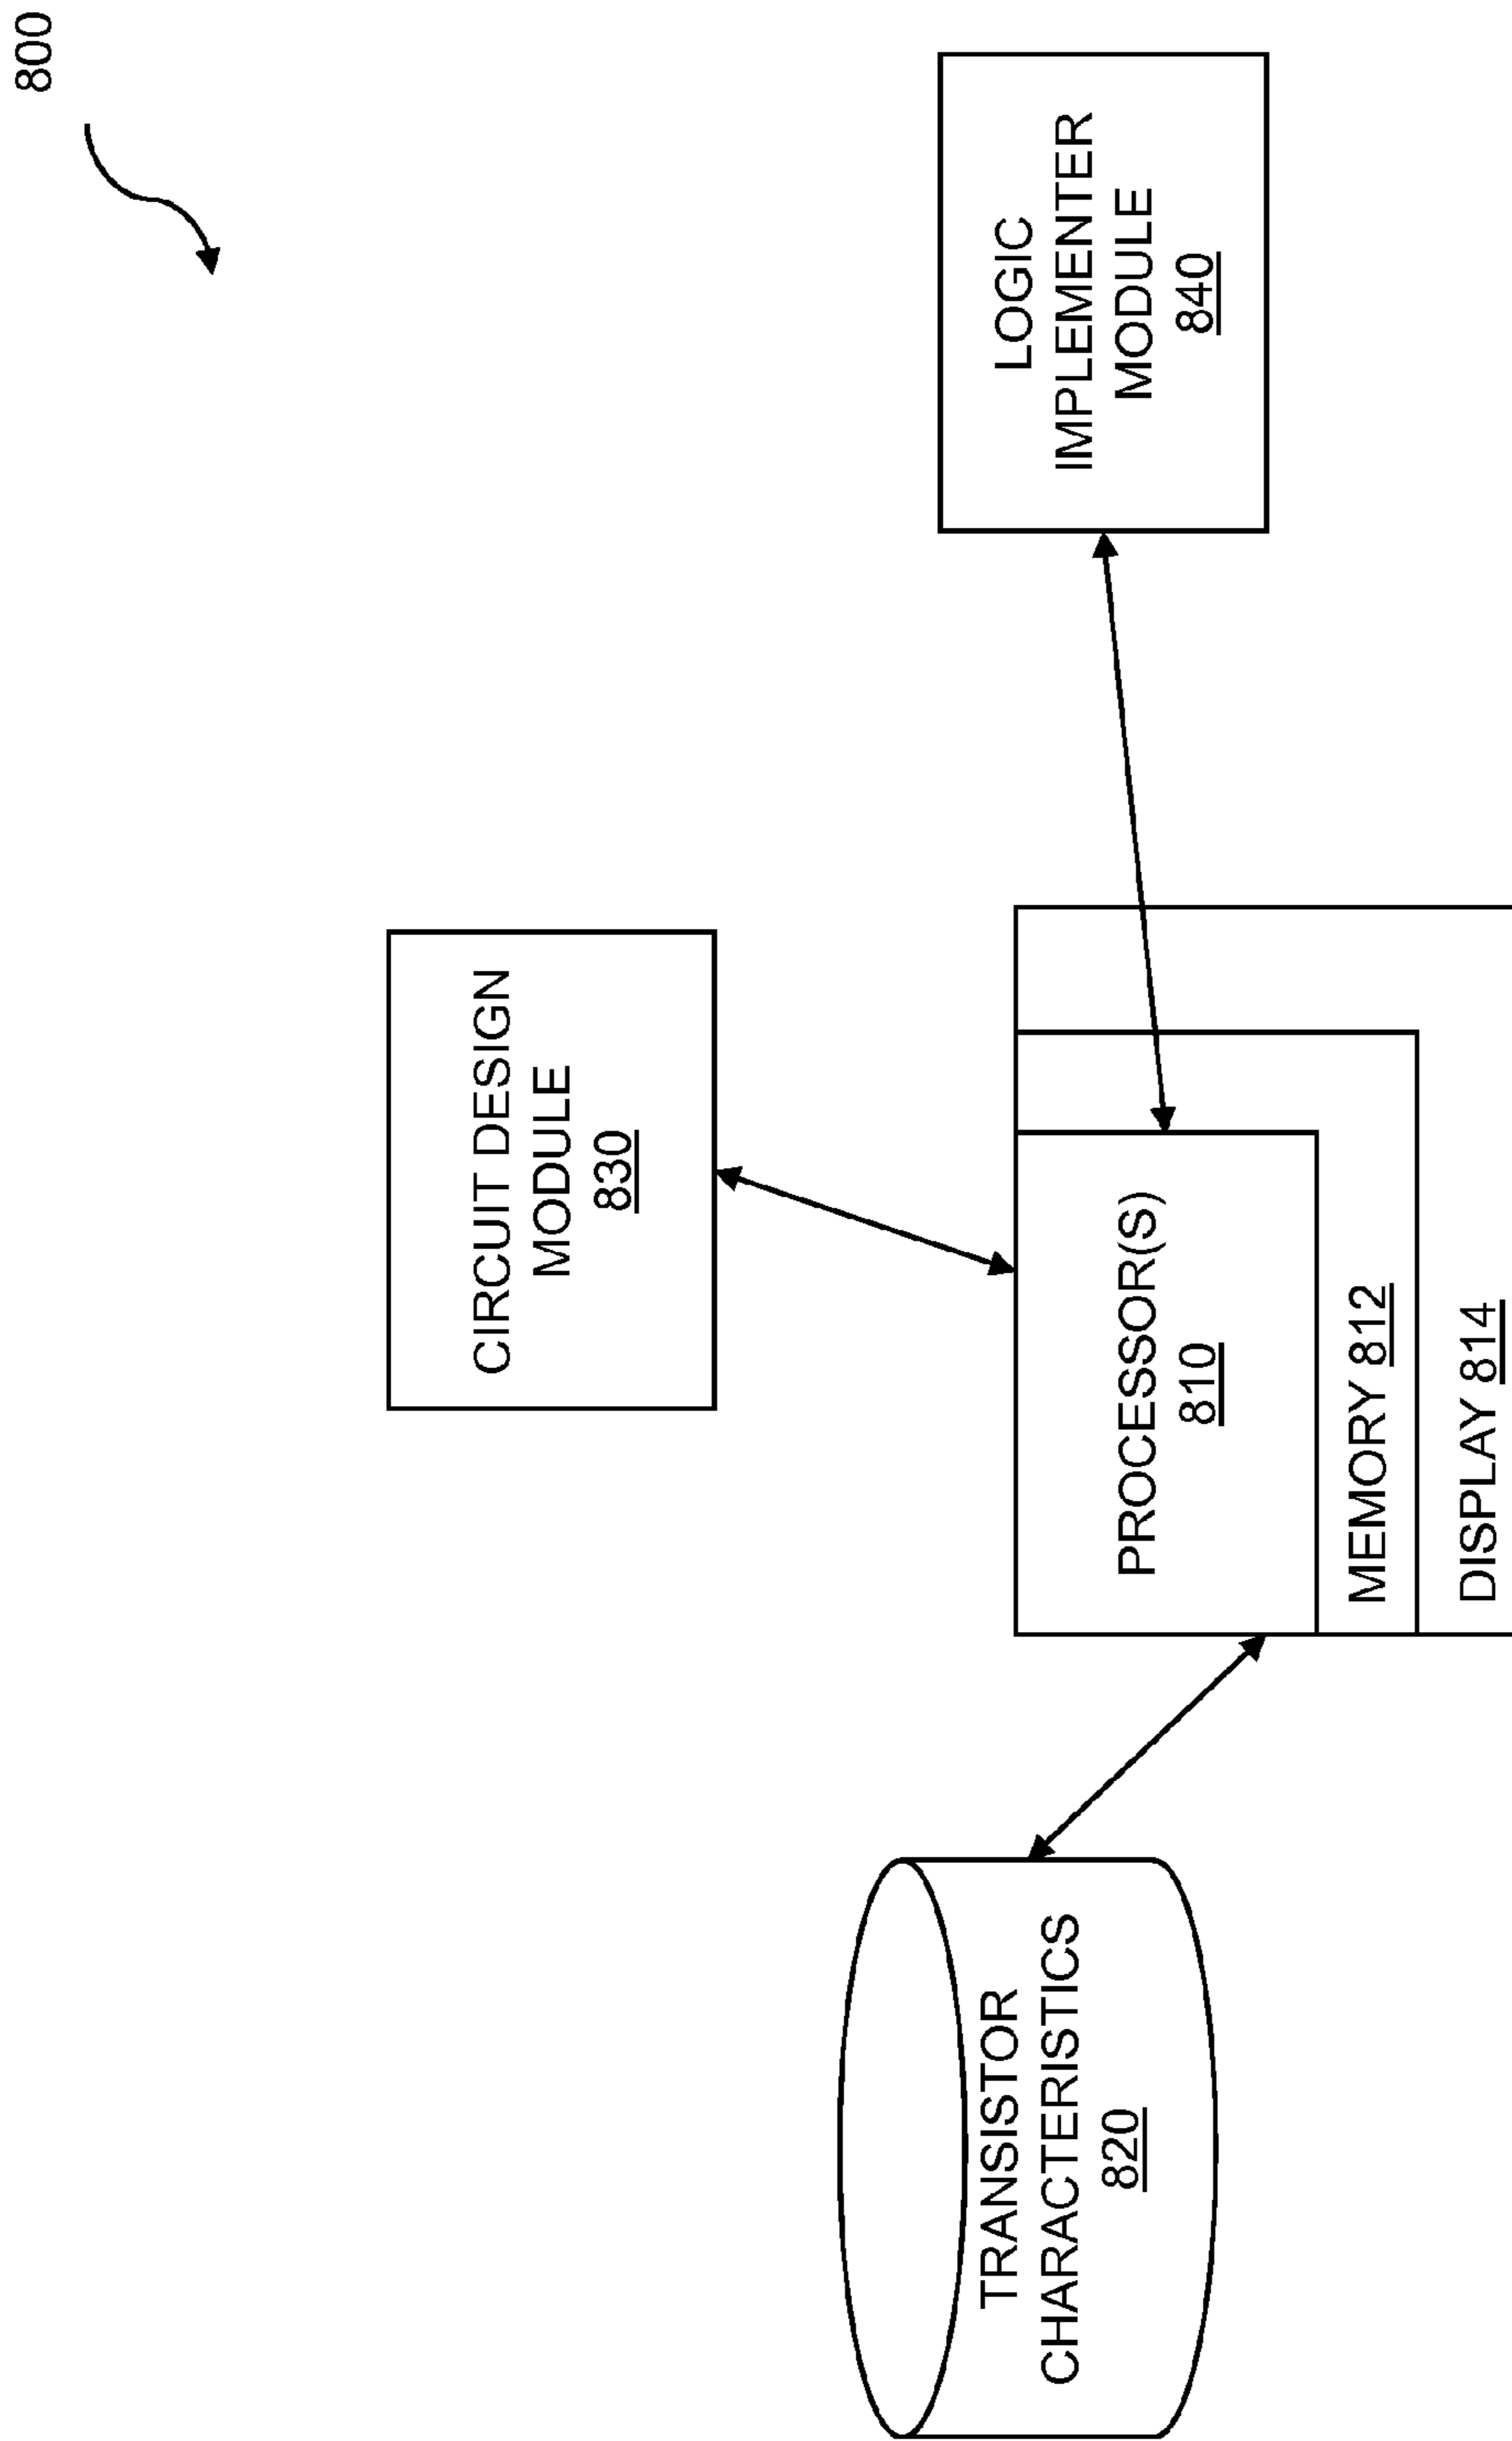 800
CIRCUIT DESIGN
MODULE
830
TRANSISTOR
CHARACTERISTICS
820
PROCESSOR(S)
810
MEMORY 812
DISPLAY 814
LOGIC
IMPLEMENTER
MODULE
840